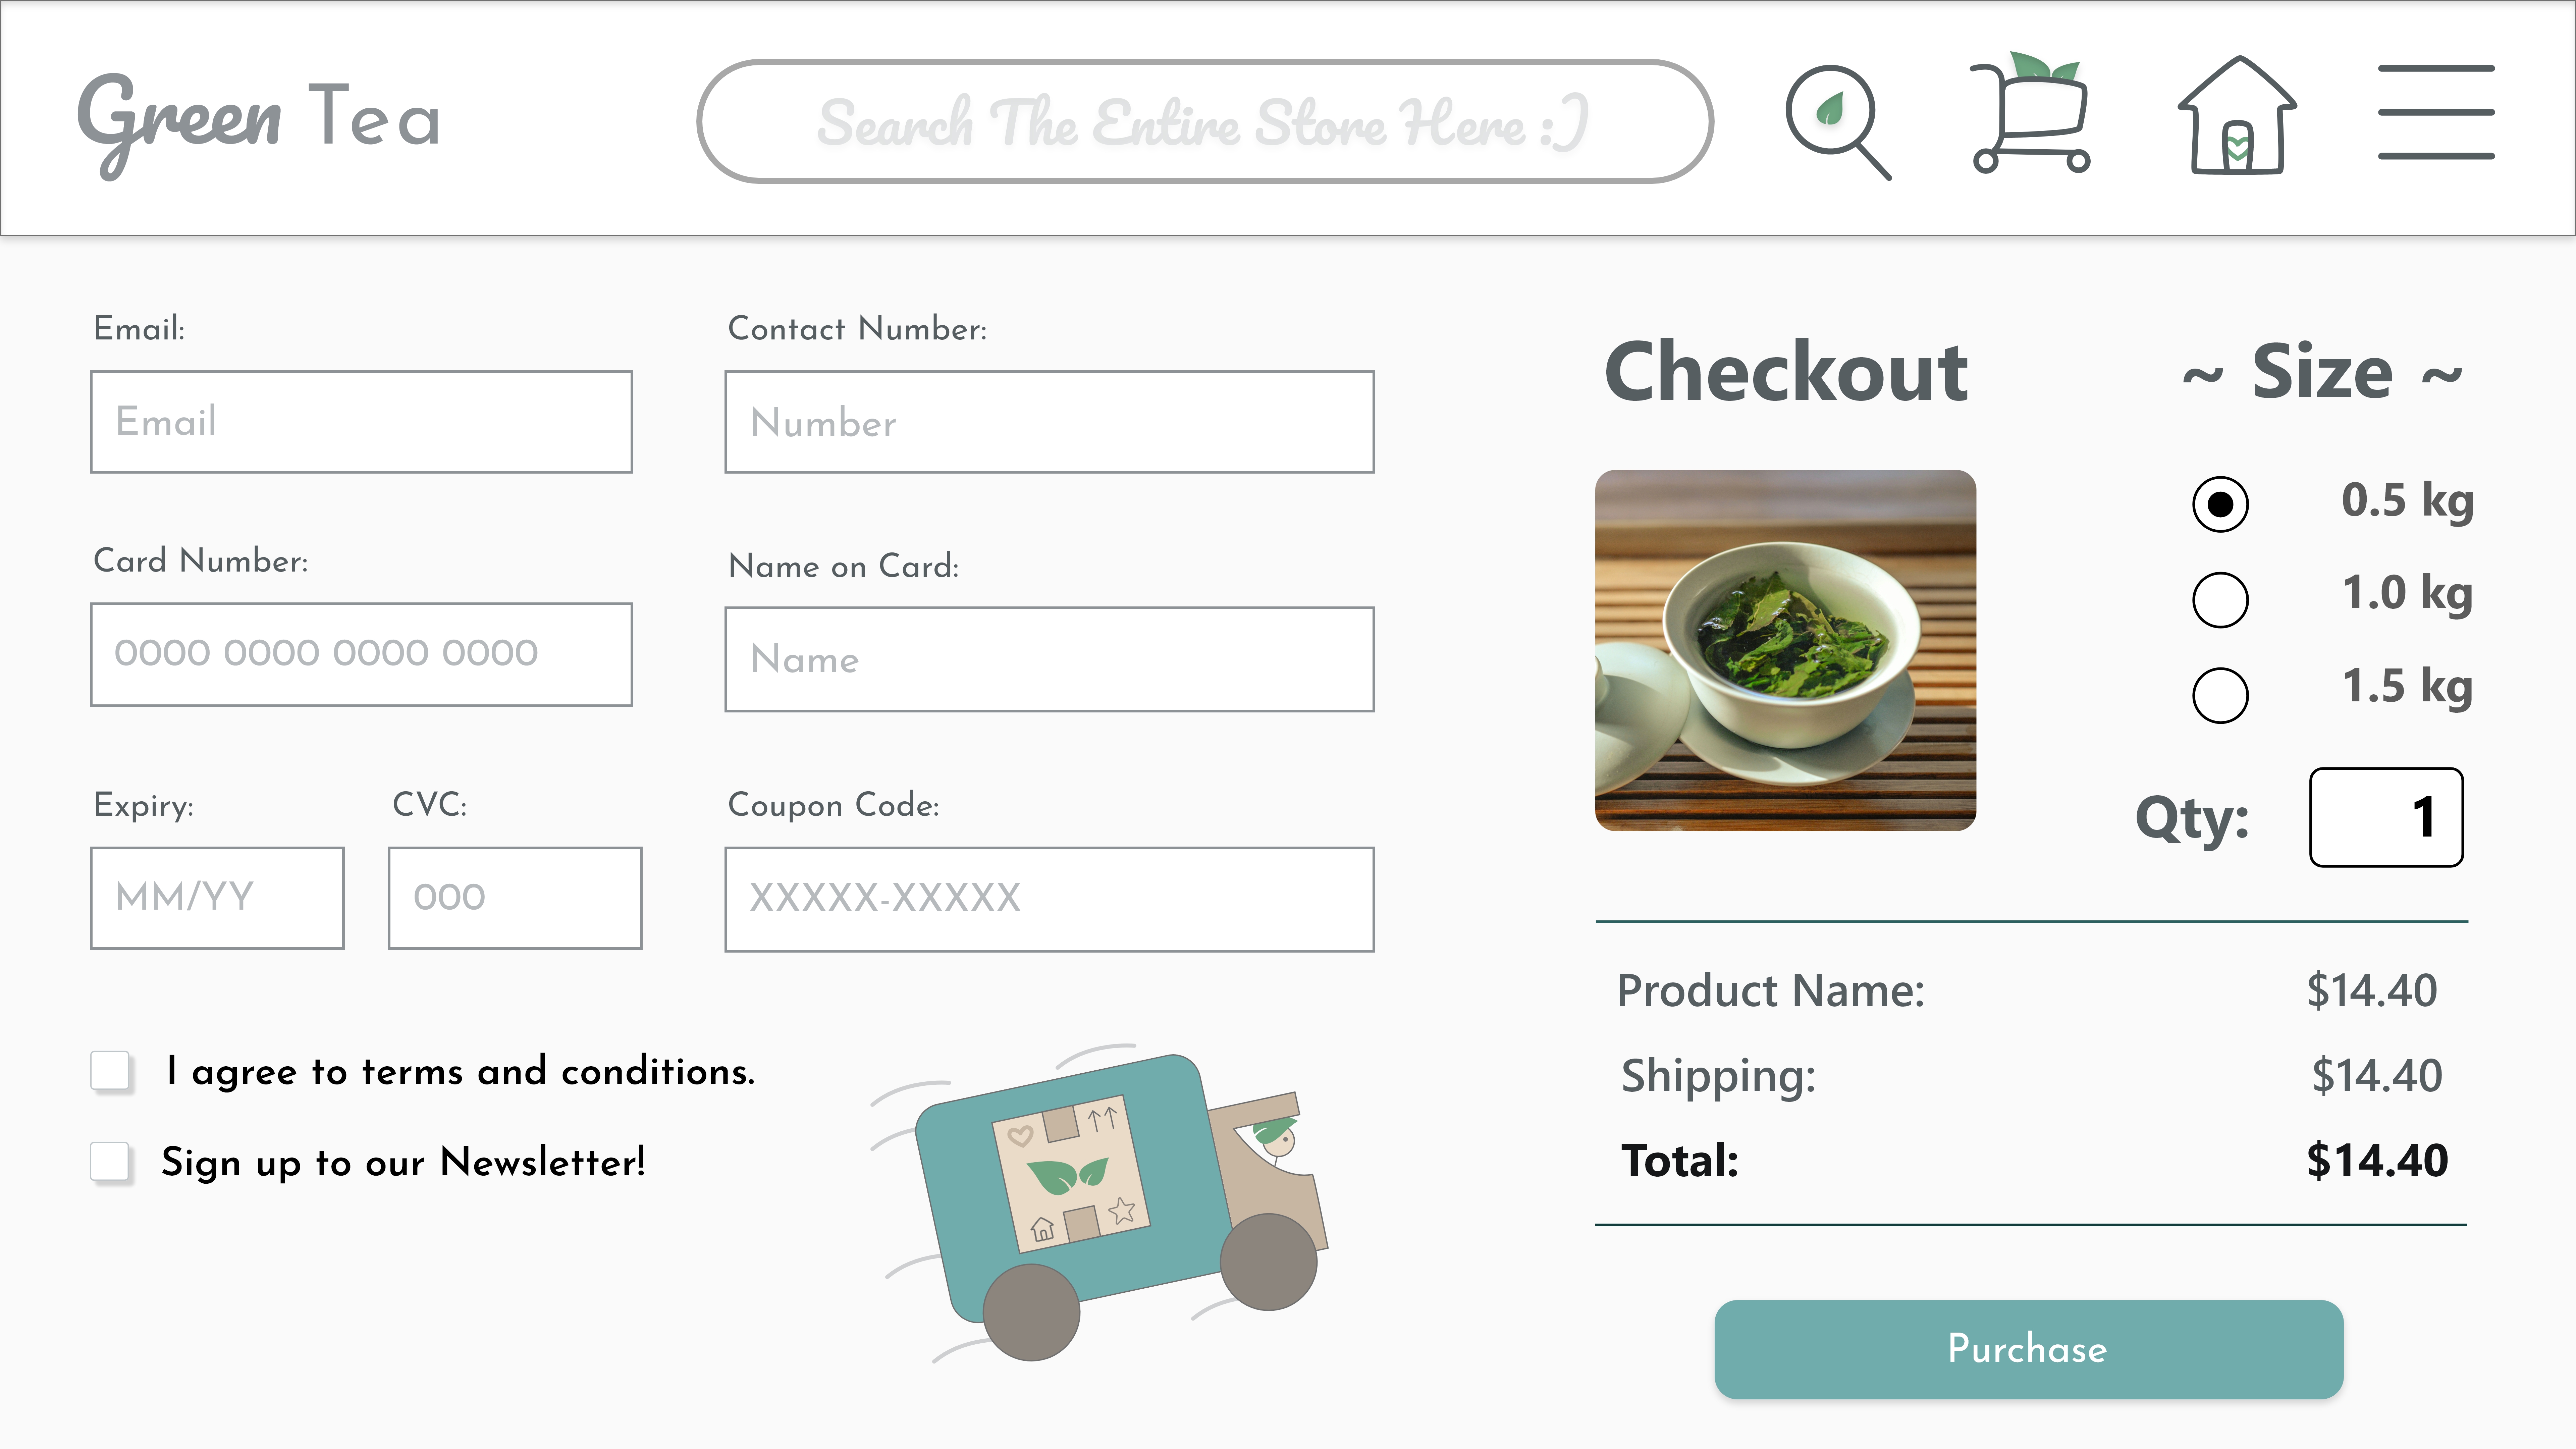 Green Tea
Search The Entire Store Here :)
Email:
Email
Contact Number:
Number
Card Number:
0000 0000 0000 0000
Name on Card:
Name
Expiry:
MM/YY
CVC:
000
Coupon Code:
XXXXX-XXXXX
I agree to terms and conditions.
Sign up to our Newsletter!
Checkout
~ Size ~
0.5 kg
1.0 kg
1.5 kg
Qty: 1
Product Name: $14.40
Shipping: $14.40
Total: $14.40
Purchase